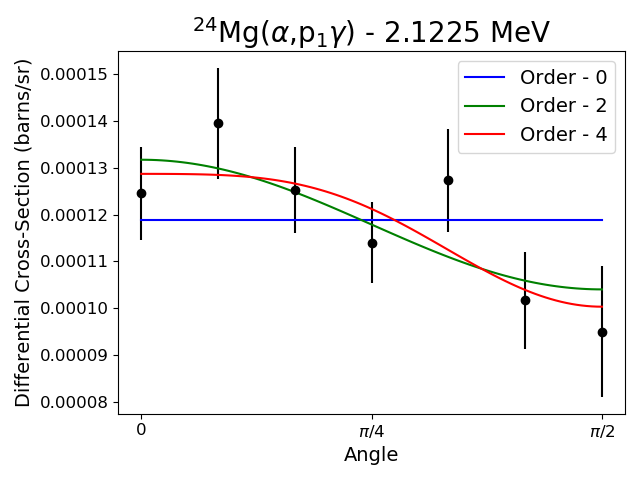 ²⁴Mg(α,p₁γ) - 2.1225 MeV
Order - 0
Order - 2
Order - 4
Differential Cross-Section (barns/sr)
0.00015
0.00014
0.00013
0.00012
0.00011
0.00010
0.00009
0.00008
0
π/4
π/2
Angle